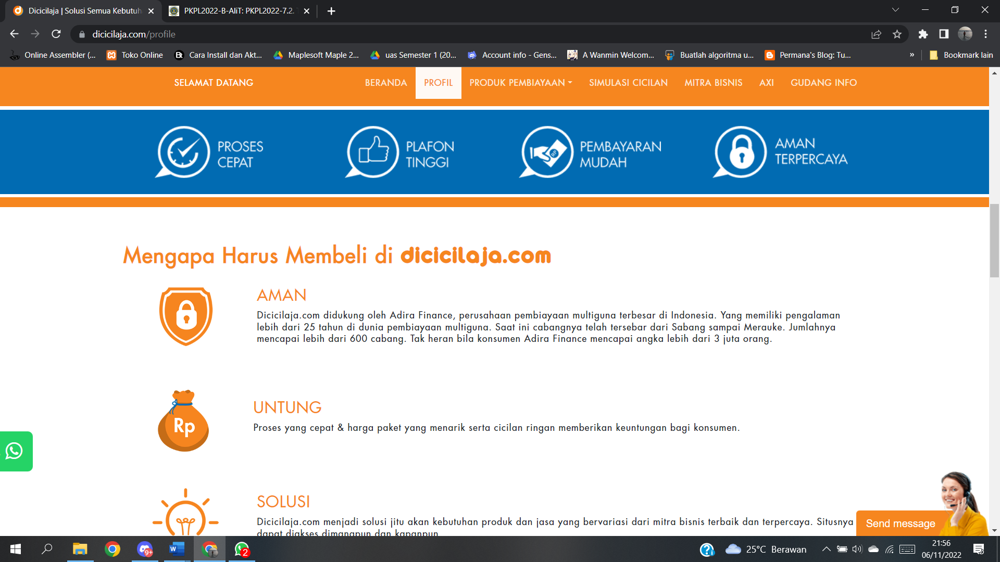 Dicicilaja | Solusi Semua Kebutuh
PKPL2022-B-AliT: PKPL2022-7.2.
dicicilaja.com/profile
Online Assembler (...
Toko Online
Cara Install dan Akt...
Maplesoft Maple 2...
uas Semester 1 (20...
Account info - Gens...
A Wanmin Welcom...
Buatlah algoritma u...
Permana's Blog: Tu...
»
Bookmark lain
SELAMAT DATANG
BERANDA
PROFIL
PRODUK PEMBIAYAAN
SIMULASI CICILAN
MITRA BISNIS
AXI
GUDANG INFO
PROSES
CEPAT
PLAFON
TINGGI
PEMBAYARAN
MUDAH
AMAN
TERPERCAYA
Mengapa Harus Membeli di dicicilaja.com
AMAN
Dicicilaja.com didukung oleh Adira Finance, perusahaan pembiayaan multiguna terbesar di Indonesia. Yang memiliki pengalaman
lebih dari 25 tahun di dunia pembiayaan multiguna. Saat ini cabangnya telah tersebar dari Sabang sampai Merauke. Jumlahnya
mencapai lebih dari 600 cabang. Tak heran bila konsumen Adira Finance mencapai angka lebih dari 3 juta orang.
Rp
UNTUNG
Proses yang cepat & harga paket yang menarik serta cicilan ringan memberikan keuntungan bagi konsumen.
SOLUSI
Dicicilaja.com menjadi solusi jitu akan kebutuhan produk dan jasa yang bervariasi dari mitra bisnis terbaik dan terpercaya. Situsnya
dapat diakses dimanapun dan kapanpun
Send message
9+
2
25°C Berawan
21:56
06/11/2022